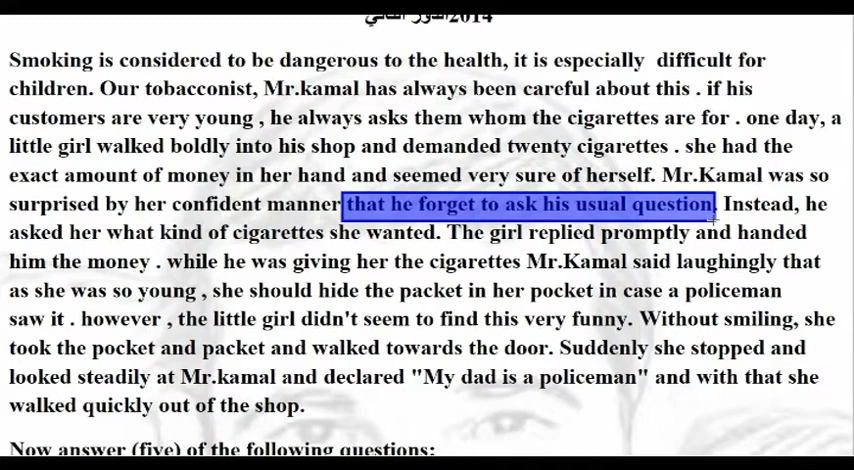 2014الدور الثاني
Smoking is considered to be dangerous to the health, it is especially difficult for
children. Our tobacconist, Mr.kamal has always been careful about this . if his
customers are very young , he always asks them whom the cigarettes are for . one day, a
little girl walked boldly into his shop and demanded twenty cigarettes . she had the
exact amount of money in her hand and seemed very sure of herself. Mr.Kamal was so
surprised by her confident manner that he forget to ask his usual question. Instead, he
asked her what kind of cigarettes she wanted. The girl replied promptly and handed
him the money . while he was giving her the cigarettes Mr.Kamal said laughingly that
as she was so young , she should hide the packet in her pocket in case a policeman
saw it . however , the little girl didn't seem to find this very funny. Without smiling, she
took the pocket and packet and walked towards the door. Suddenly she stopped and
looked steadily at Mr.kamal and declared "My dad is a policeman" and with that she
walked quickly out of the shop.
Now answer (five) of the following questions: